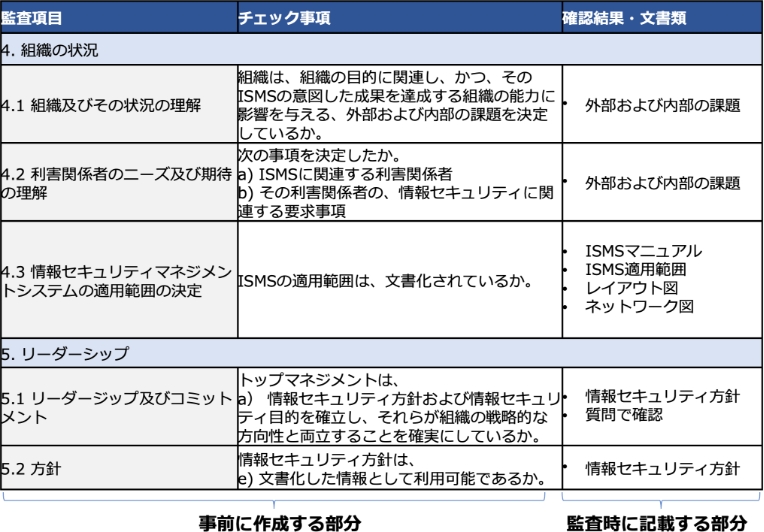 監査項目
チェック事項
確認結果・文書類
4. 組織の状況
4.1 組織及びその状況の理解
組織は、組織の目的に関連し、かつ、その
ISMSの意図した成果を達成する組織の能力に
影響を与える、外部および内部の課題を決定
しているか。
• 外部および内部の課題
4.2 利害関係者のニーズ及び期待
の理解
次の事項を決定したか。
a) ISMSに関連する利害関係者
b) その利害関係者の、情報セキュリティに関
連する要求事項
• 外部および内部の課題
4.3 情報セキュリティマネジメン
トシステムの適用範囲の決定
ISMSの適用範囲は、文書化されているか。
• ISMSマニュアル
• ISMS適用範囲
• レイアウト図
• ネットワーク図
5. リーダーシップ
5.1 リーダージップ及びコミット
メント
トップマネジメントは、
a） 情報セキュリティ方針および情報セキュリ
ティ目的を確立し、それらが組織の戦略的な
方向性と両立することを確実にしているか。
• 情報セキュリティ方針
• 質問で確認
5.2 方針
情報セキュリティ方針は、
e) 文書化した情報として利用可能であるか。
• 情報セキュリティ方針
事前に作成する部分
監査時に記載する部分